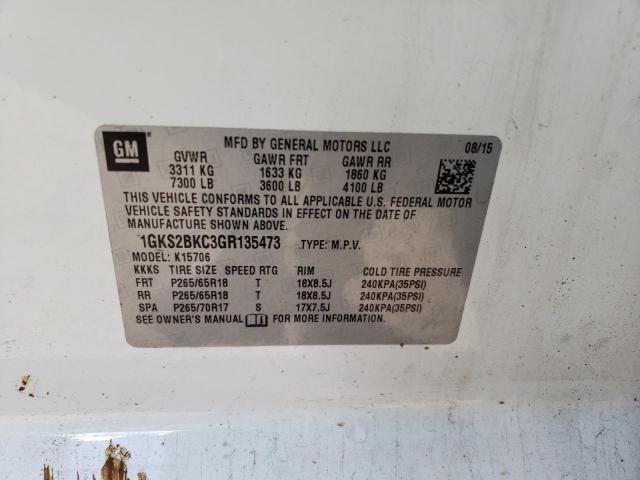 GM
MFD BY GENERAL MOTORS LLC 08/15
GVWR GAWR FRT GAWR RR
3311 KG 1633 KG 1860 KG
7300 LB 3600 LB 4100 LB
THIS VEHICLE CONFORMS TO ALL APPLICABLE U.S. FEDERAL MOTOR
VEHICLE SAFETY STANDARDS IN EFFECT ON THE DATE OF
MANUFACTURE SHOWN ABOVE.
1GKS2BKC3GR135473 TYPE: M.P.V.
MODEL: K15706
KKKS TIRE SIZE SPEED RTG RIM COLD TIRE PRESSURE
FRT P265/65R18 T 18X8.5J 240KPA(35PSI)
RR P265/65R18 T 18X8.5J 240KPA(35PSI)
SPA P265/70R17 S 17X7.5J 240KPA(35PSI)
SEE OWNER'S MANUAL FOR MORE INFORMATION.